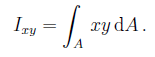 I_{xy} = \int_A xy \, dA \, .